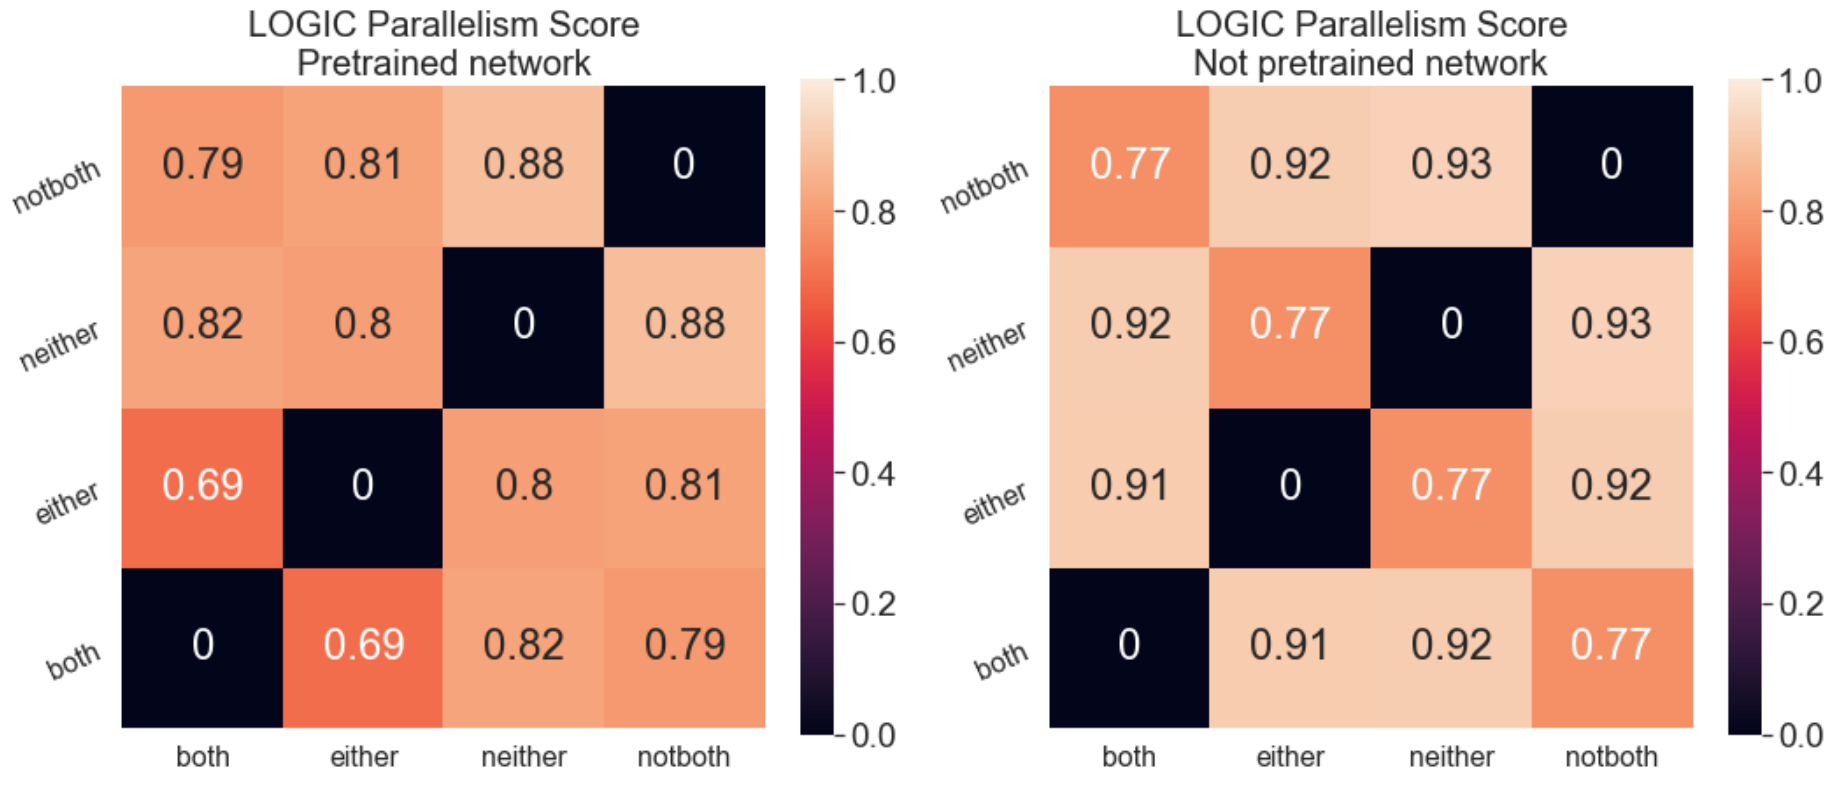 LOGIC Parallelism Score
Pretrained network
notboth 0.79 0.81 0.88 0
neither 0.82 0.8 0 0.88
either 0.69 0 0.8 0.81
both 0 0.69 0.82 0.79
both either neither notboth
1.0
0.8
0.6
0.4
0.2
0.0
LOGIC Parallelism Score
Not pretrained network
notboth 0.77 0.92 0.93 0
neither 0.92 0.77 0 0.93
either 0.91 0 0.77 0.92
both 0 0.91 0.92 0.77
both either neither notboth
1.0
0.8
0.6
0.4
0.2
0.0